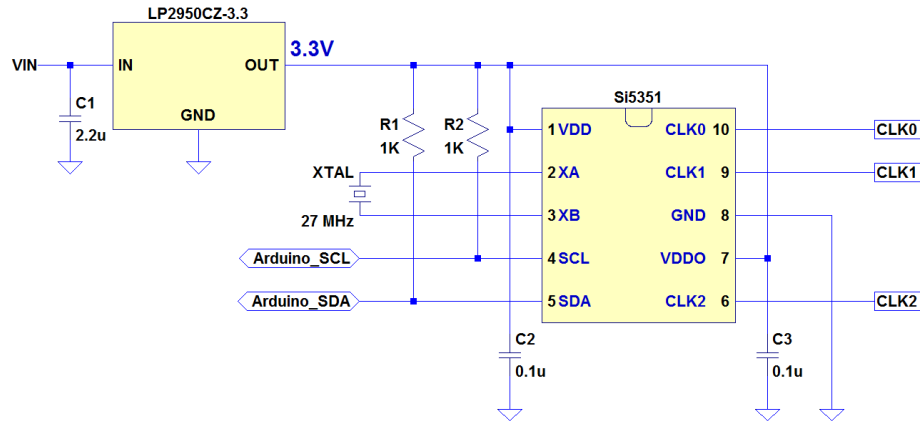 LP2950CZ-3.3
3.3V
VIN
IN
OUT
GND
C1
2.2u
R1
1K
R2
1K
Si5351
1 VDD
CLK0 10
CLK0
XTAL
2 XA
CLK1 9
CLK1
27 MHz
3 XB
GND 8
Arduino_SCL
4 SCL
VDDO 7
Arduino_SDA
5 SDA
CLK2 6
CLK2
C2
0.1u
C3
0.1u